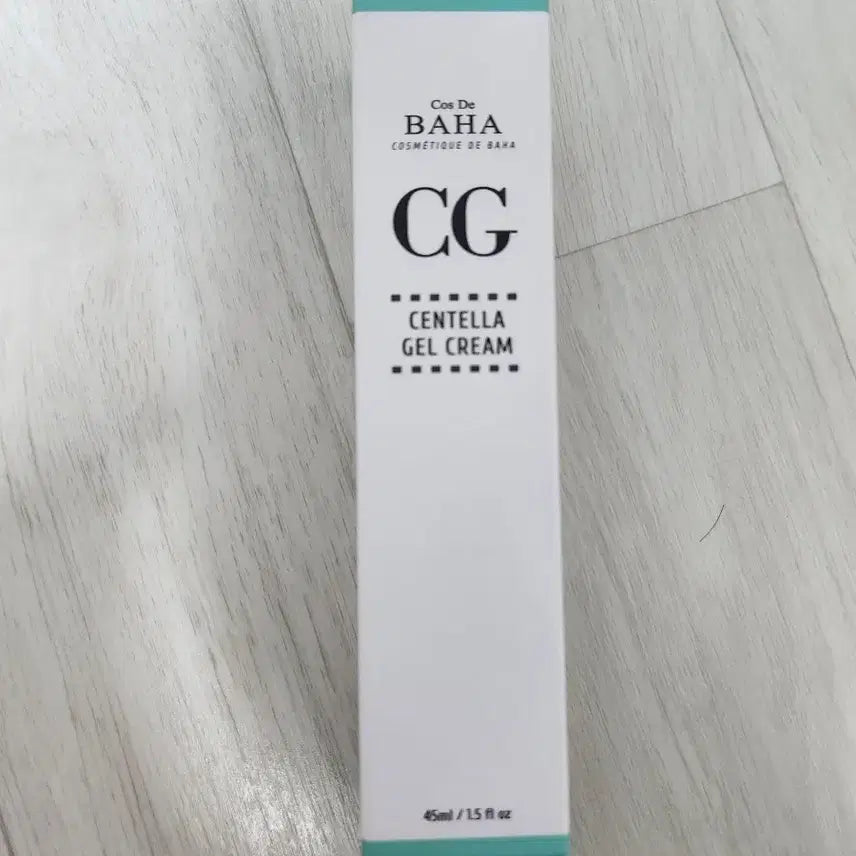 Cos De
BAHA
COSMÉTIQUE DE BAHA
CG
CENTELLA
GEL CREAM
45ml / 1.5 fl oz